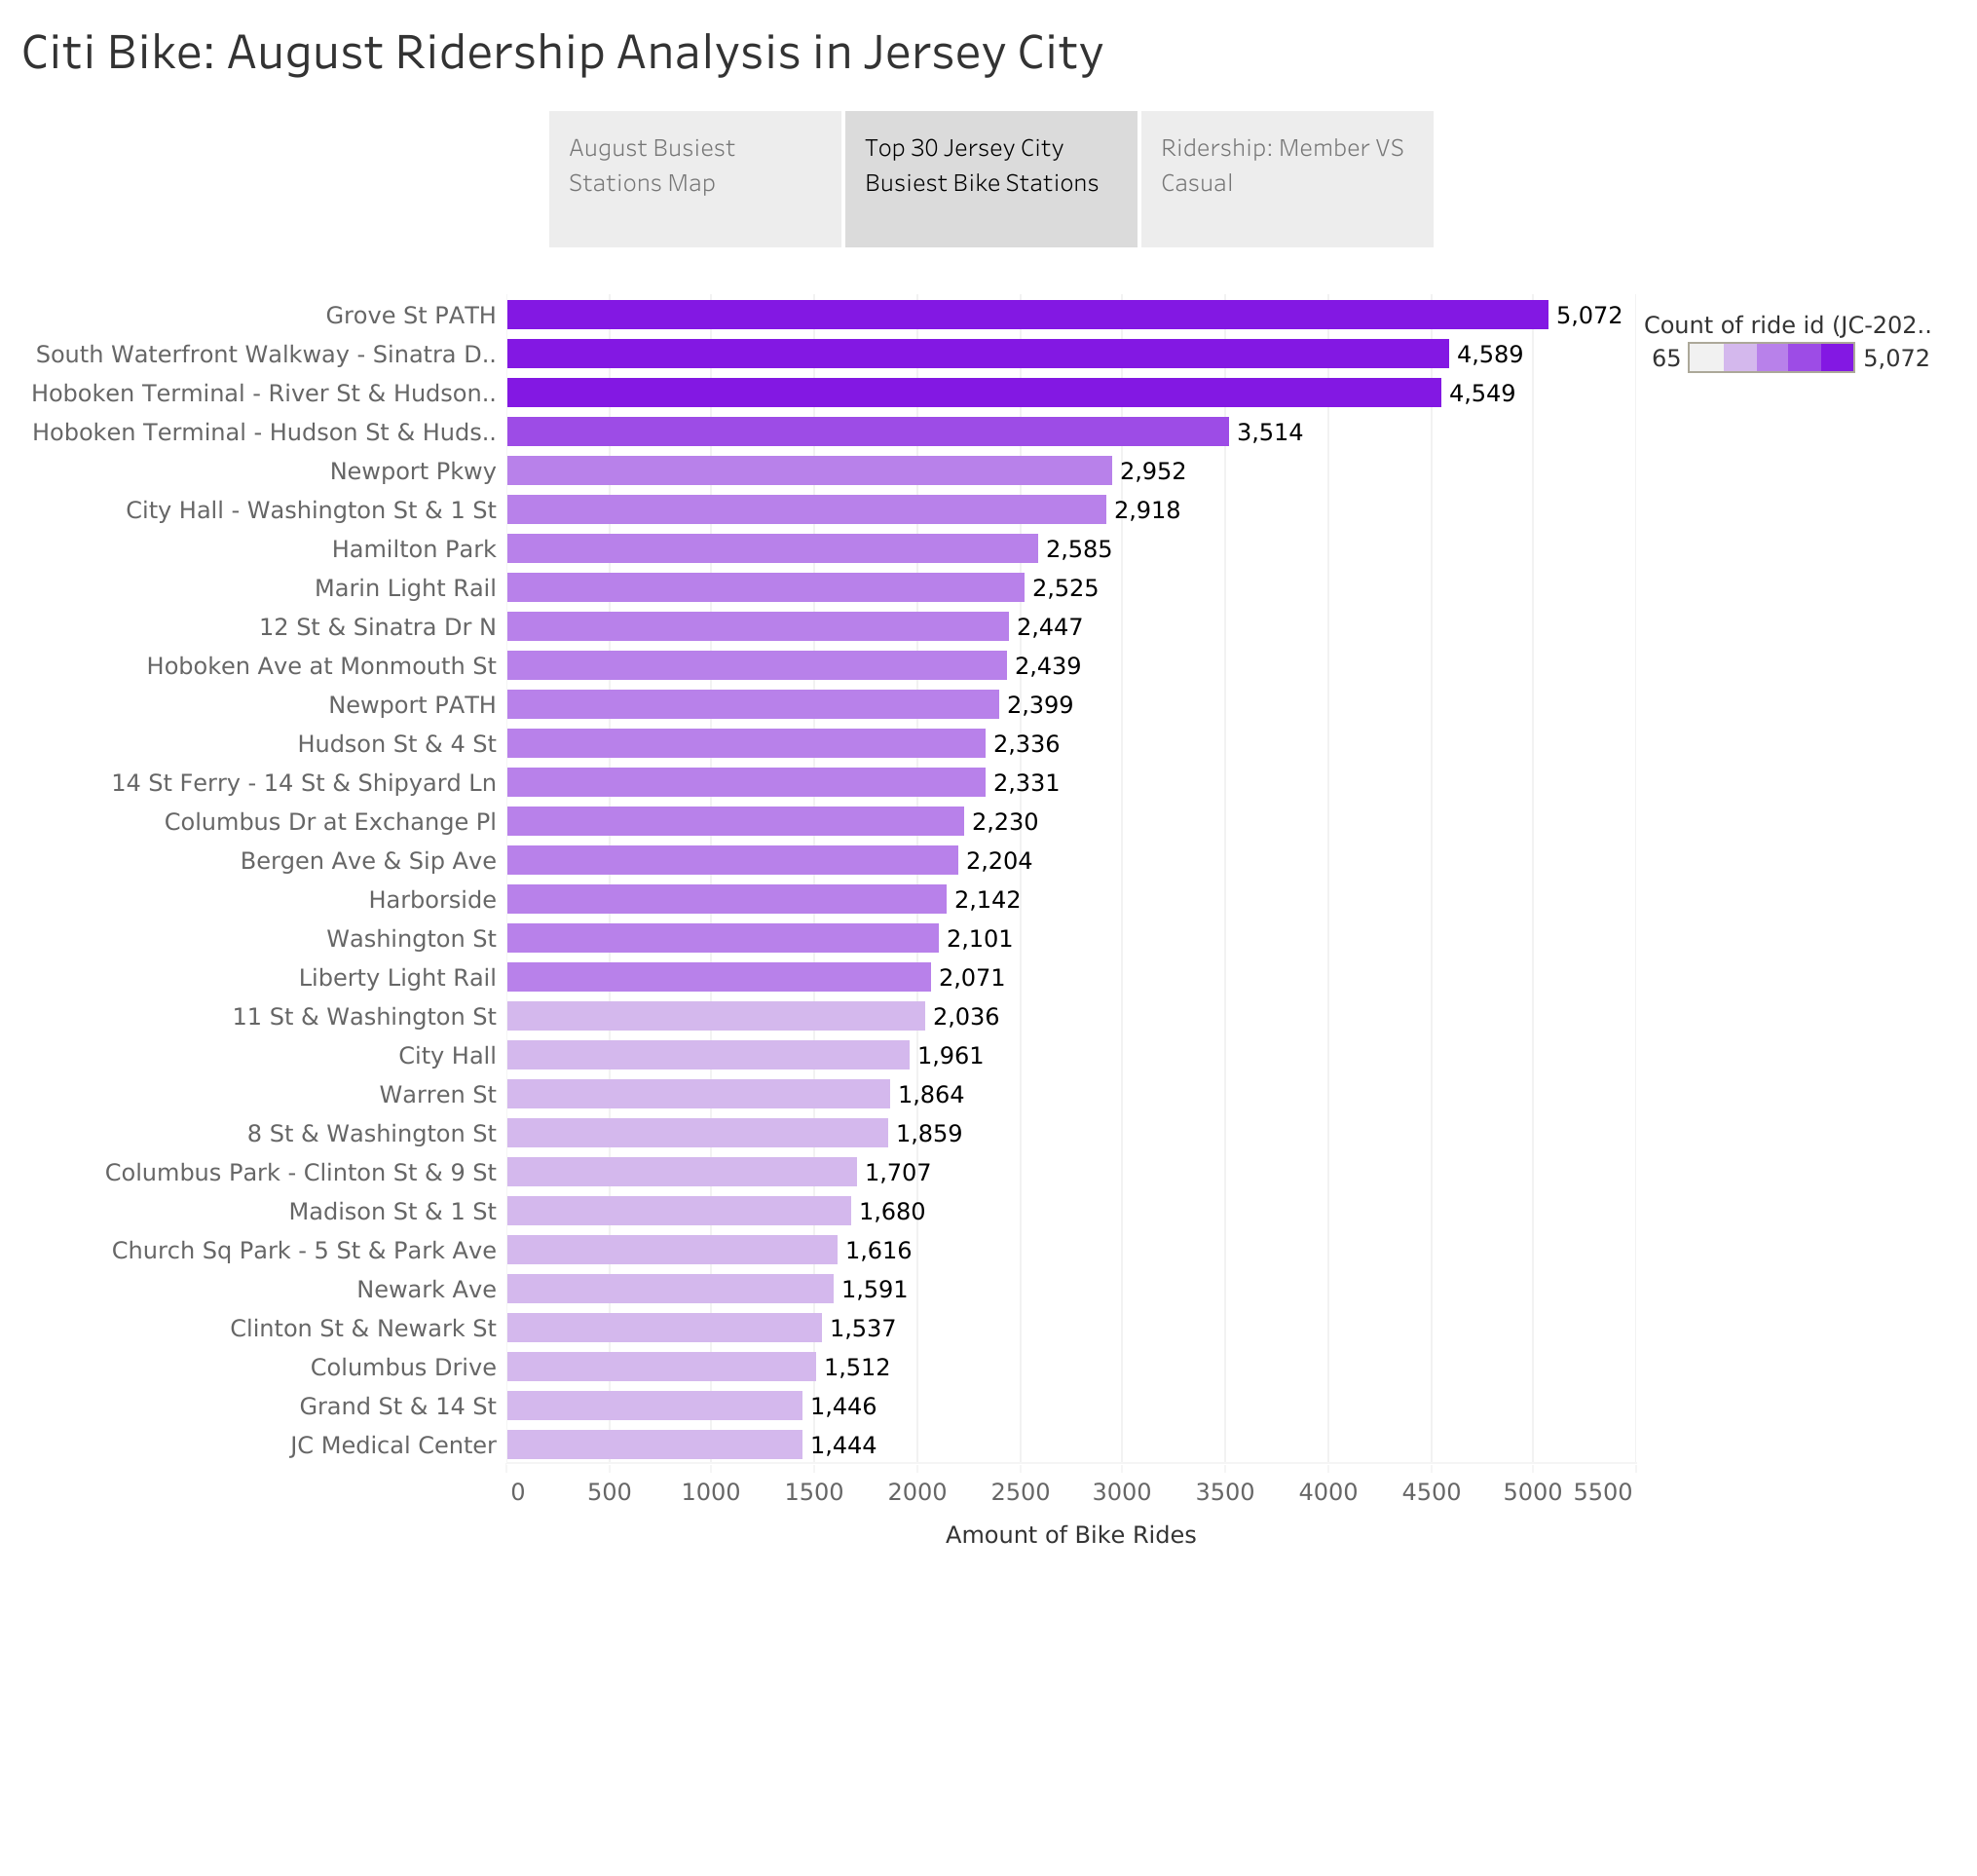 Citi Bike: August Ridership Analysis in Jersey City
August Busiest
Stations Map
Top 30 Jersey City
Busiest Bike Stations
Ridership: Member VS
Casual
Grove St PATH 5,072
South Waterfront Walkway - Sinatra D.. 4,589
Hoboken Terminal - River St & Hudson.. 4,549
Hoboken Terminal - Hudson St & Huds.. 3,514
Newport Pkwy 2,952
City Hall - Washington St & 1 St 2,918
Hamilton Park 2,585
Marin Light Rail 2,525
12 St & Sinatra Dr N 2,447
Hoboken Ave at Monmouth St 2,439
Newport PATH 2,399
Hudson St & 4 St 2,336
14 St Ferry - 14 St & Shipyard Ln 2,331
Columbus Dr at Exchange Pl 2,230
Bergen Ave & Sip Ave 2,204
Harborside 2,142
Washington St 2,101
Liberty Light Rail 2,071
11 St & Washington St 2,036
City Hall 1,961
Warren St 1,864
8 St & Washington St 1,859
Columbus Park - Clinton St & 9 St 1,707
Madison St & 1 St 1,680
Church Sq Park - 5 St & Park Ave 1,616
Newark Ave 1,591
Clinton St & Newark St 1,537
Columbus Drive 1,512
Grand St & 14 St 1,446
JC Medical Center 1,444
0 500 1000 1500 2000 2500 3000 3500 4000 4500 5000 5500
Amount of Bike Rides
Count of ride id (JC-202..
65 5,072